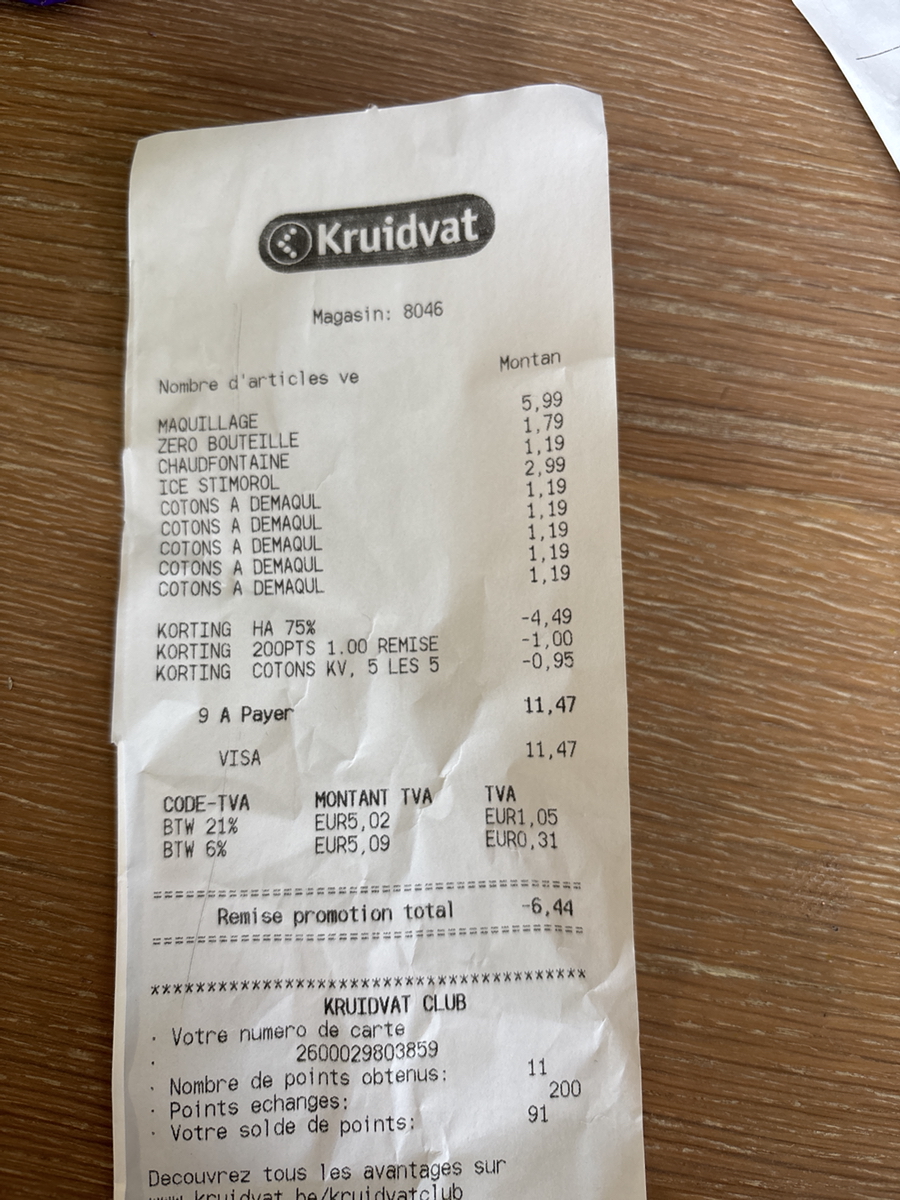 Kruidvat
Magasin: 8046
Nombre d'articles ve Montan
MAQUILLAGE 5,99
ZERO BOUTEILLE 1,79
CHAUDFONTAINE 1,19
ICE STIMOROL 2,99
COTONS A DEMAQUL 1,19
COTONS A DEMAQUL 1,19
COTONS A DEMAQUL 1,19
COTONS A DEMAQUL 1,19
COTONS A DEMAQUL 1,19
KORTING HA 75% -4,49
KORTING 200PTS 1.00 REMISE -1,00
KORTING COTONS KV, 5 LES 5 -0,95
9 A Payer 11,47
VISA 11,47
CODE-TVA MONTANT TVA TVA
BTW 21% EUR5,02 EUR1,05
BTW 6% EUR5,09 EUR0,31
==========================================
Remise promotion total -6,44
==========================================
******************************************
KRUIDVAT CLUB
· Votre numero de carte
· 2600029803859
· Nombre de points obtenus: 11
· Points echanges: 200
· Votre solde de points: 91
Decouvrez tous les avantages sur
www.kruidvat.be/kruidvatclub